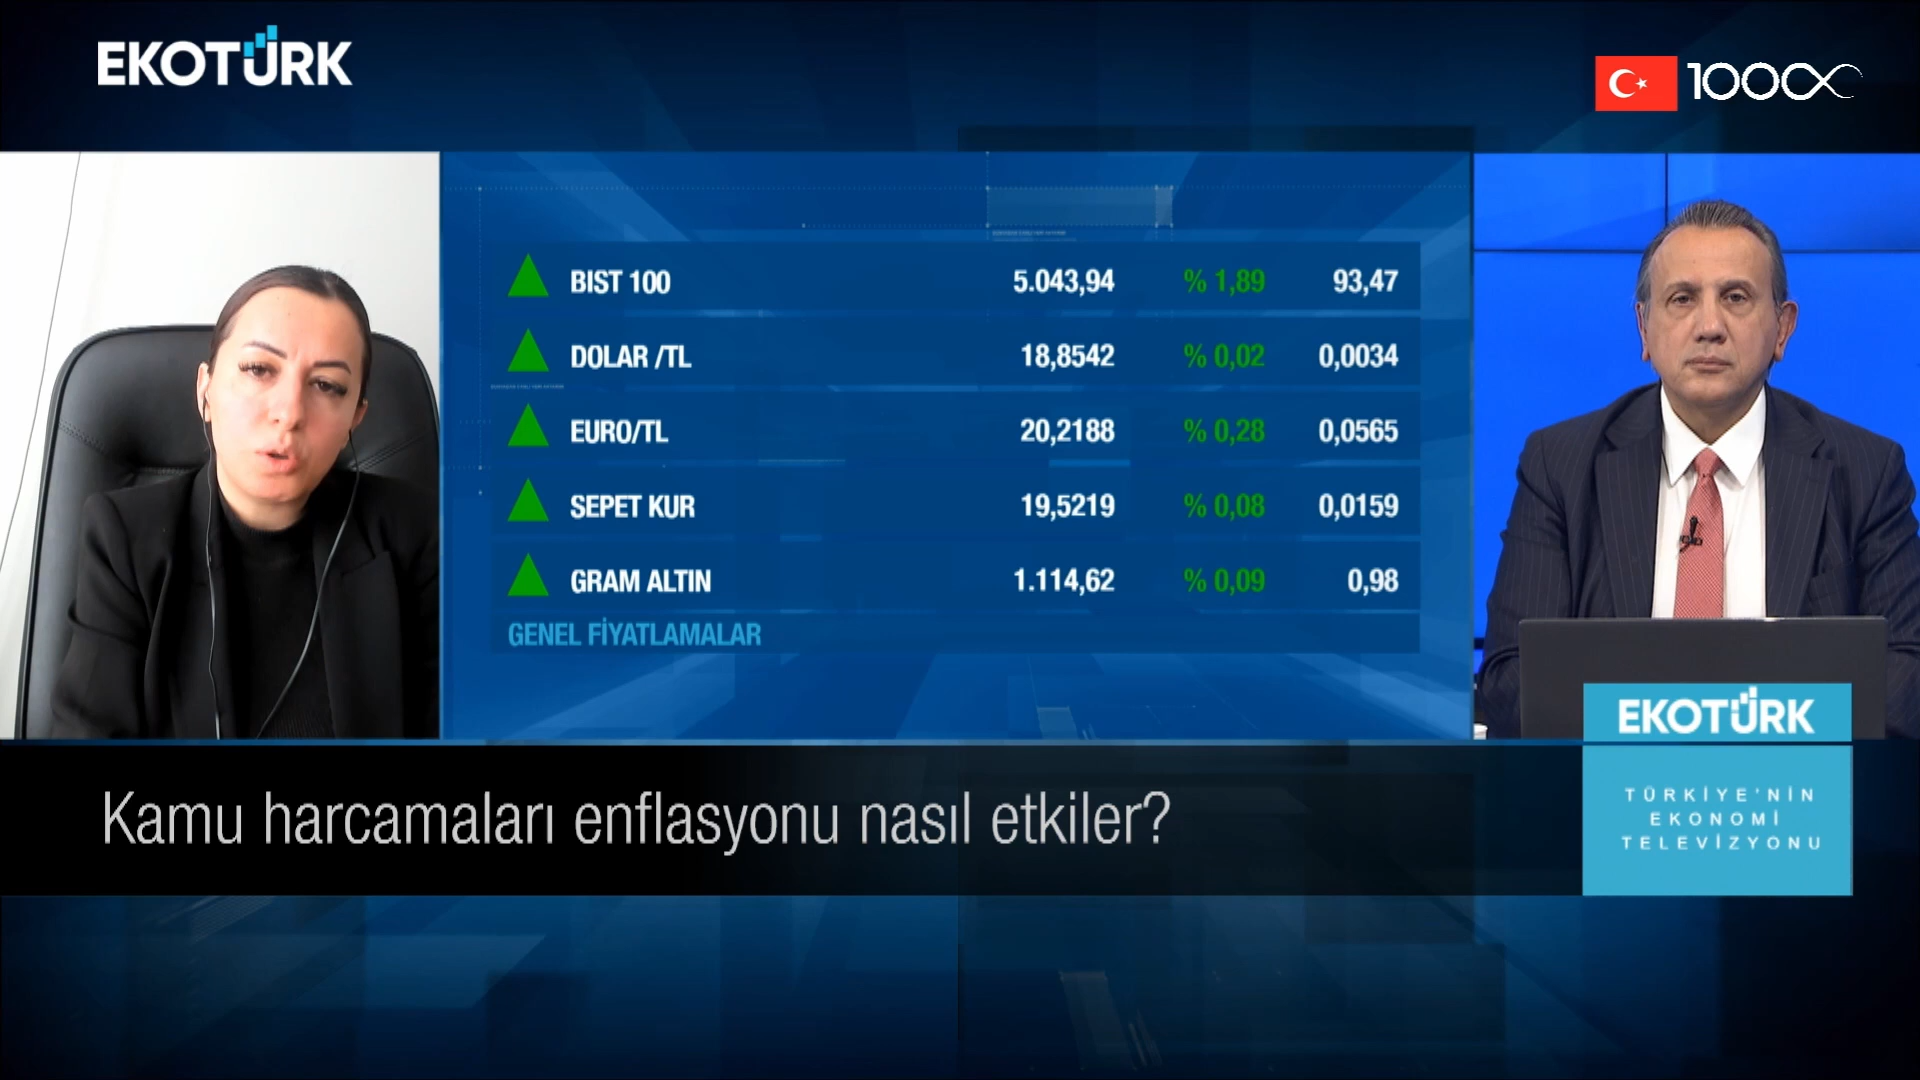 EKOTÜRK
100
BIST 100 5.043,94 % 1,89 93,47
DOLAR /TL 18,8542 % 0,02 0,0034
EURO/TL 20,2188 % 0,28 0,0565
SEPET KUR 19,5219 % 0,08 0,0159
GRAM ALTIN 1.114,62 % 0,09 0,98
GENEL FİYATLAMALAR
EKOTÜRK
TÜRKİYE'NİN
EKONOMİ
TELEVİZYONU
Kamu harcamaları enflasyonu nasıl etkiler?